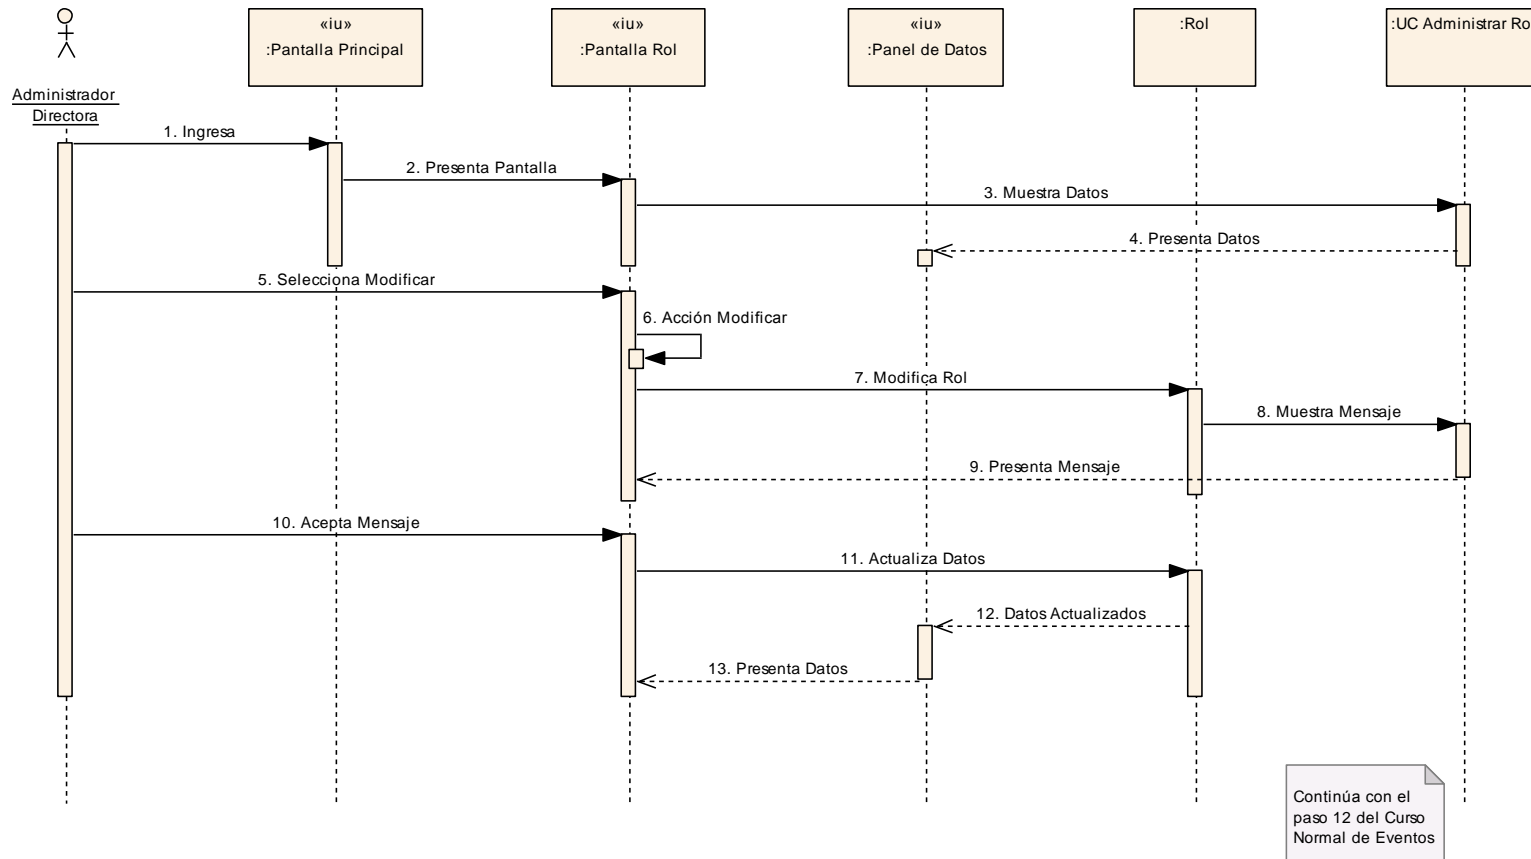 «iu»
:Pantalla Principal
«iu»
:Pantalla Rol
«iu»
:Panel de Datos
:Rol
:UC Administrar Ro
Administrador
Directora
1. Ingresa
2. Presenta Pantalla
3. Muestra Datos
4. Presenta Datos
5. Selecciona Modificar
6. Acción Modificar
7. Modifica Rol
8. Muestra Mensaje
9. Presenta Mensaje
10. Acepta Mensaje
11. Actualiza Datos
12. Datos Actualizados
13. Presenta Datos
Continúa con el
paso 12 del Curso
Normal de Eventos